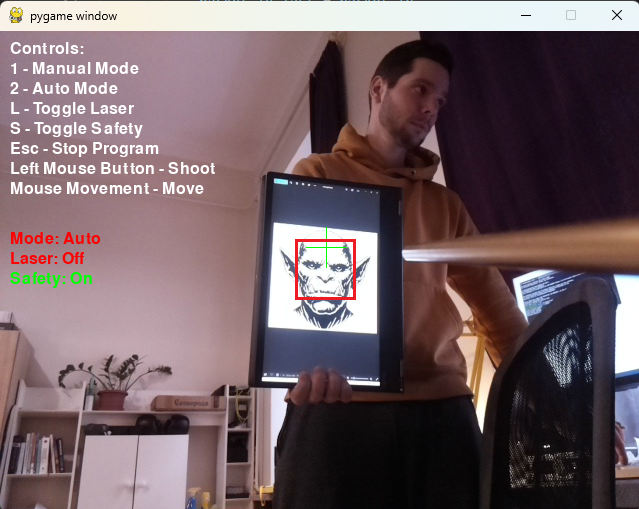 pygame window
Controls:
1 - Manual Mode
2 - Auto Mode
L - Toggle Laser
S - Toggle Safety
Esc - Stop Program
Left Mouse Button - Shoot
Mouse Movement - Move
Mode: Auto
Laser: Off
Safety: On